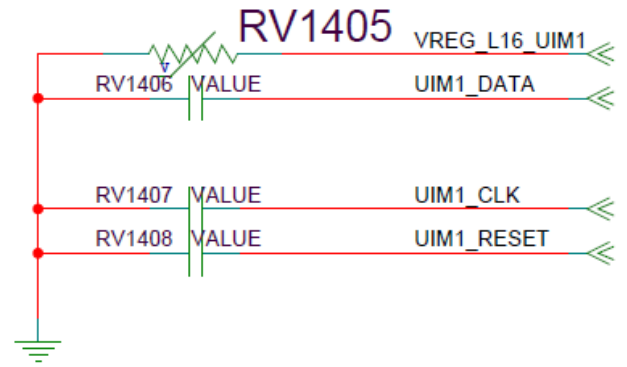 RV1405
VREG_L16_UIM1
RV1406 VALUE
UIM1_DATA
RV1407 VALUE
UIM1_CLK
RV1408 VALUE
UIM1_RESET